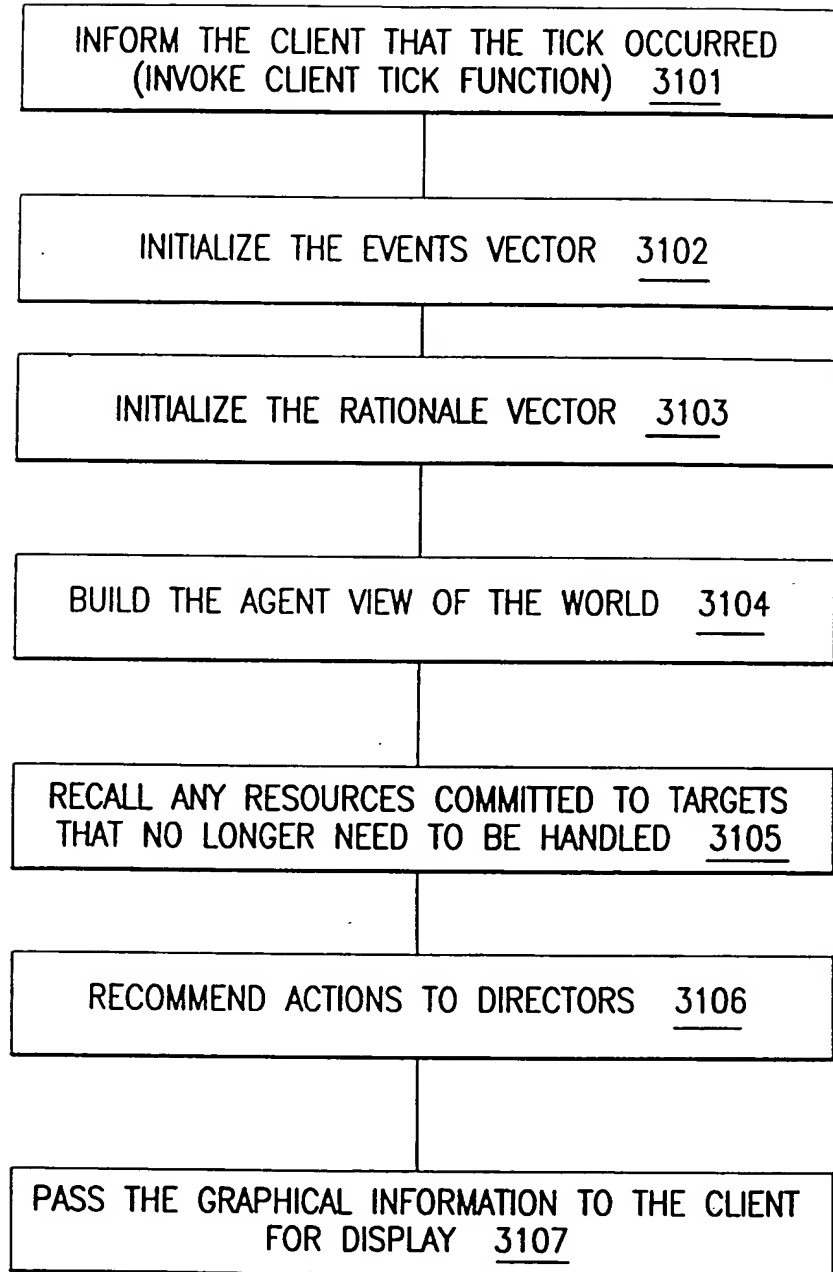 INFORM THE CLIENT THAT THE TICK OCCURRED
(INVOKE CLIENT TICK FUNCTION) 3101
INITIALIZE THE EVENTS VECTOR 3102
INITIALIZE THE RATIONALE VECTOR 3103
BUILD THE AGENT VIEW OF THE WORLD 3104
RECALL ANY RESOURCES COMMITTED TO TARGETS
THAT NO LONGER NEED TO BE HANDLED 3105
RECOMMEND ACTIONS TO DIRECTORS 3106
PASS THE GRAPHICAL INFORMATION TO THE CLIENT
FOR DISPLAY 3107